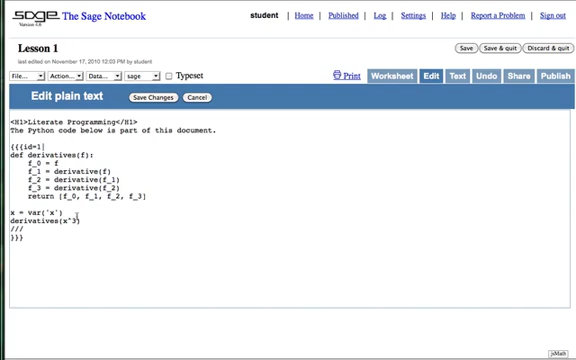 sage The Sage Notebook
Version 4.6
student Home Published Log Settings Help Report a Problem Sign out
Lesson 1
last edited on November 17, 2010 12:03 PM by student
Save Save & quit Discard & quit
File... Action... Data... sage Typeset Print Worksheet Edit Text Undo Share Publish
Edit plain text Save Changes Cancel
<H1>Literate Programming</H1>
The Python code below is part of this document.
{{{id=1|
def derivatives(f):
    f_0 = f
    f_1 = derivative(f)
    f_2 = derivative(f_1)
    f_3 = derivative(f_2)
    return [f_0, f_1, f_2, f_3]
x = var('x')
derivatives(x^3)
///
}}}
jsMath